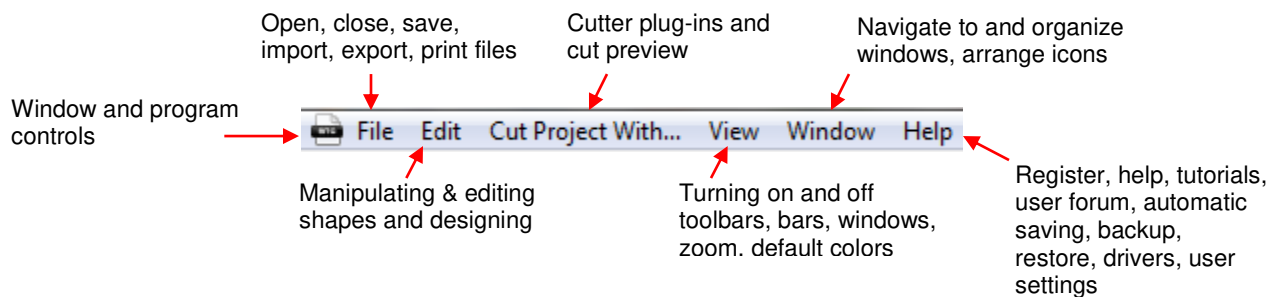 Open, close, save,
import, export, print files
Cutter plug-ins and
cut preview
Navigate to and organize
windows, arrange icons
Window and program
controls
File Edit Cut Project With... View Window Help
Manipulating & editing
shapes and designing
Turning on and off
toolbars, bars, windows,
zoom. default colors
Register, help, tutorials,
user forum, automatic
saving, backup,
restore, drivers, user
settings